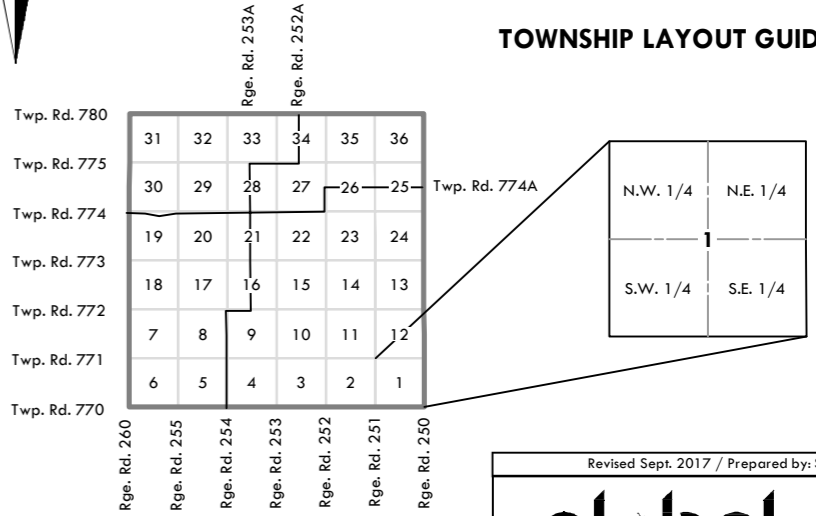 Rge. Rd. 253A
Rge. Rd. 252A
TOWNSHIP LAYOUT GUID
Twp. Rd. 780
31 32 33 34 35 36
Twp. Rd. 775
30 29 28 27 26 25 Twp. Rd. 774A
Twp. Rd. 774
19 20 21 22 23 24
Twp. Rd. 773
18 17 16 15 14 13
Twp. Rd. 772
7 8 9 10 11 12
Twp. Rd. 771
6 5 4 3 2 1
Twp. Rd. 770
Rge. Rd. 260
Rge. Rd. 255
Rge. Rd. 254
Rge. Rd. 253
Rge. Rd. 252
Rge. Rd. 251
Rge. Rd. 250
N.W. 1/4 N.E. 1/4
1
S.W. 1/4 S.E. 1/4
Revised Sept. 2017 / Prepared by: